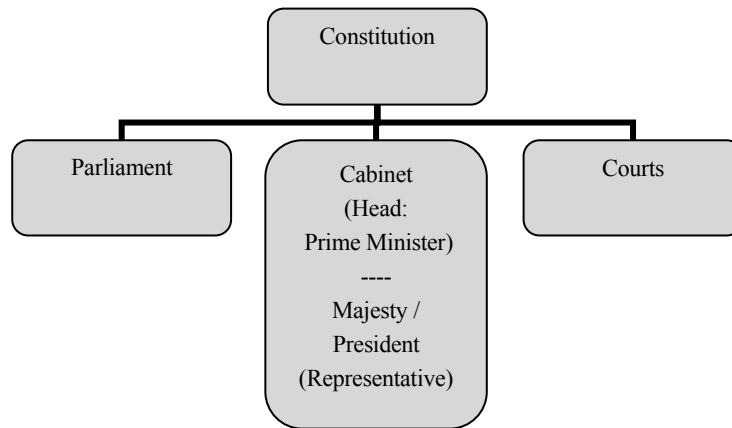 Constitution
Parliament
Cabinet
(Head:
Prime Minister)
----
Majesty /
President
(Representative)
Courts